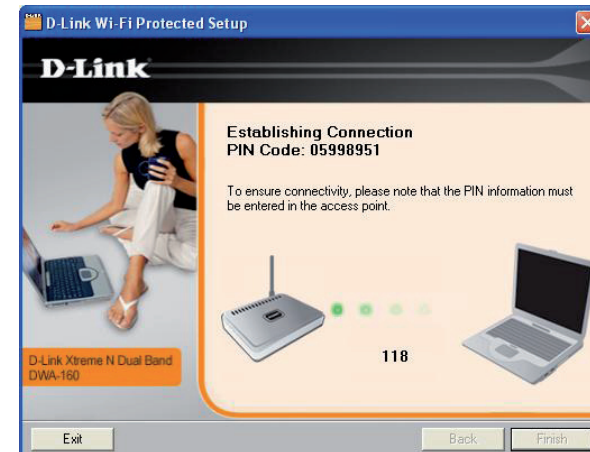 D-Link Wi-Fi Protected Setup
D-Link
Establishing Connection
PIN Code: 05998951
To ensure connectivity, please note that the PIN information must
be entered in the access point.
118
D-Link Xtreme N Dual Band
DWA-160
Exit
Back
Finish